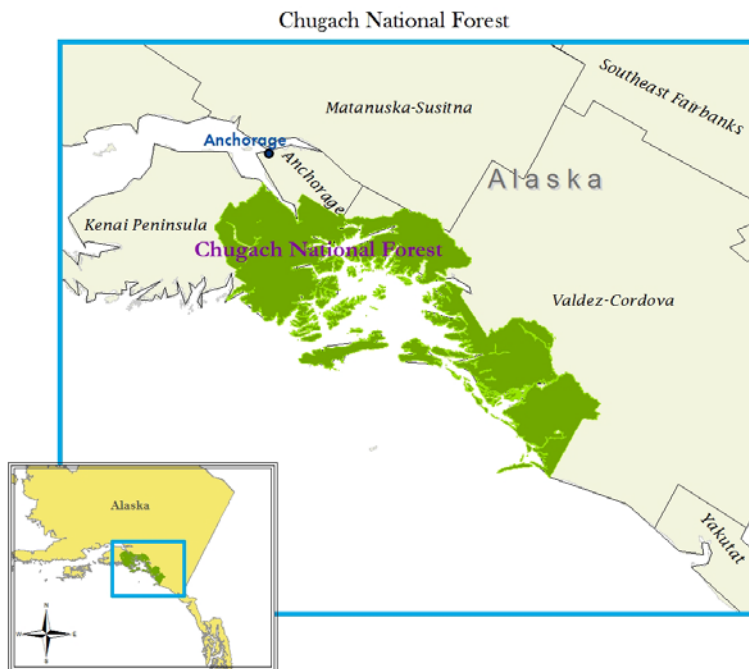 Chugach National Forest
Southeast Fairbanks
Matanuska-Susitna
Anchorage
Anchorage
Alaska
Kenai Peninsula
Chugach National Forest
Valdez-Cordova
Yakutat
Alaska
N
W
E
S